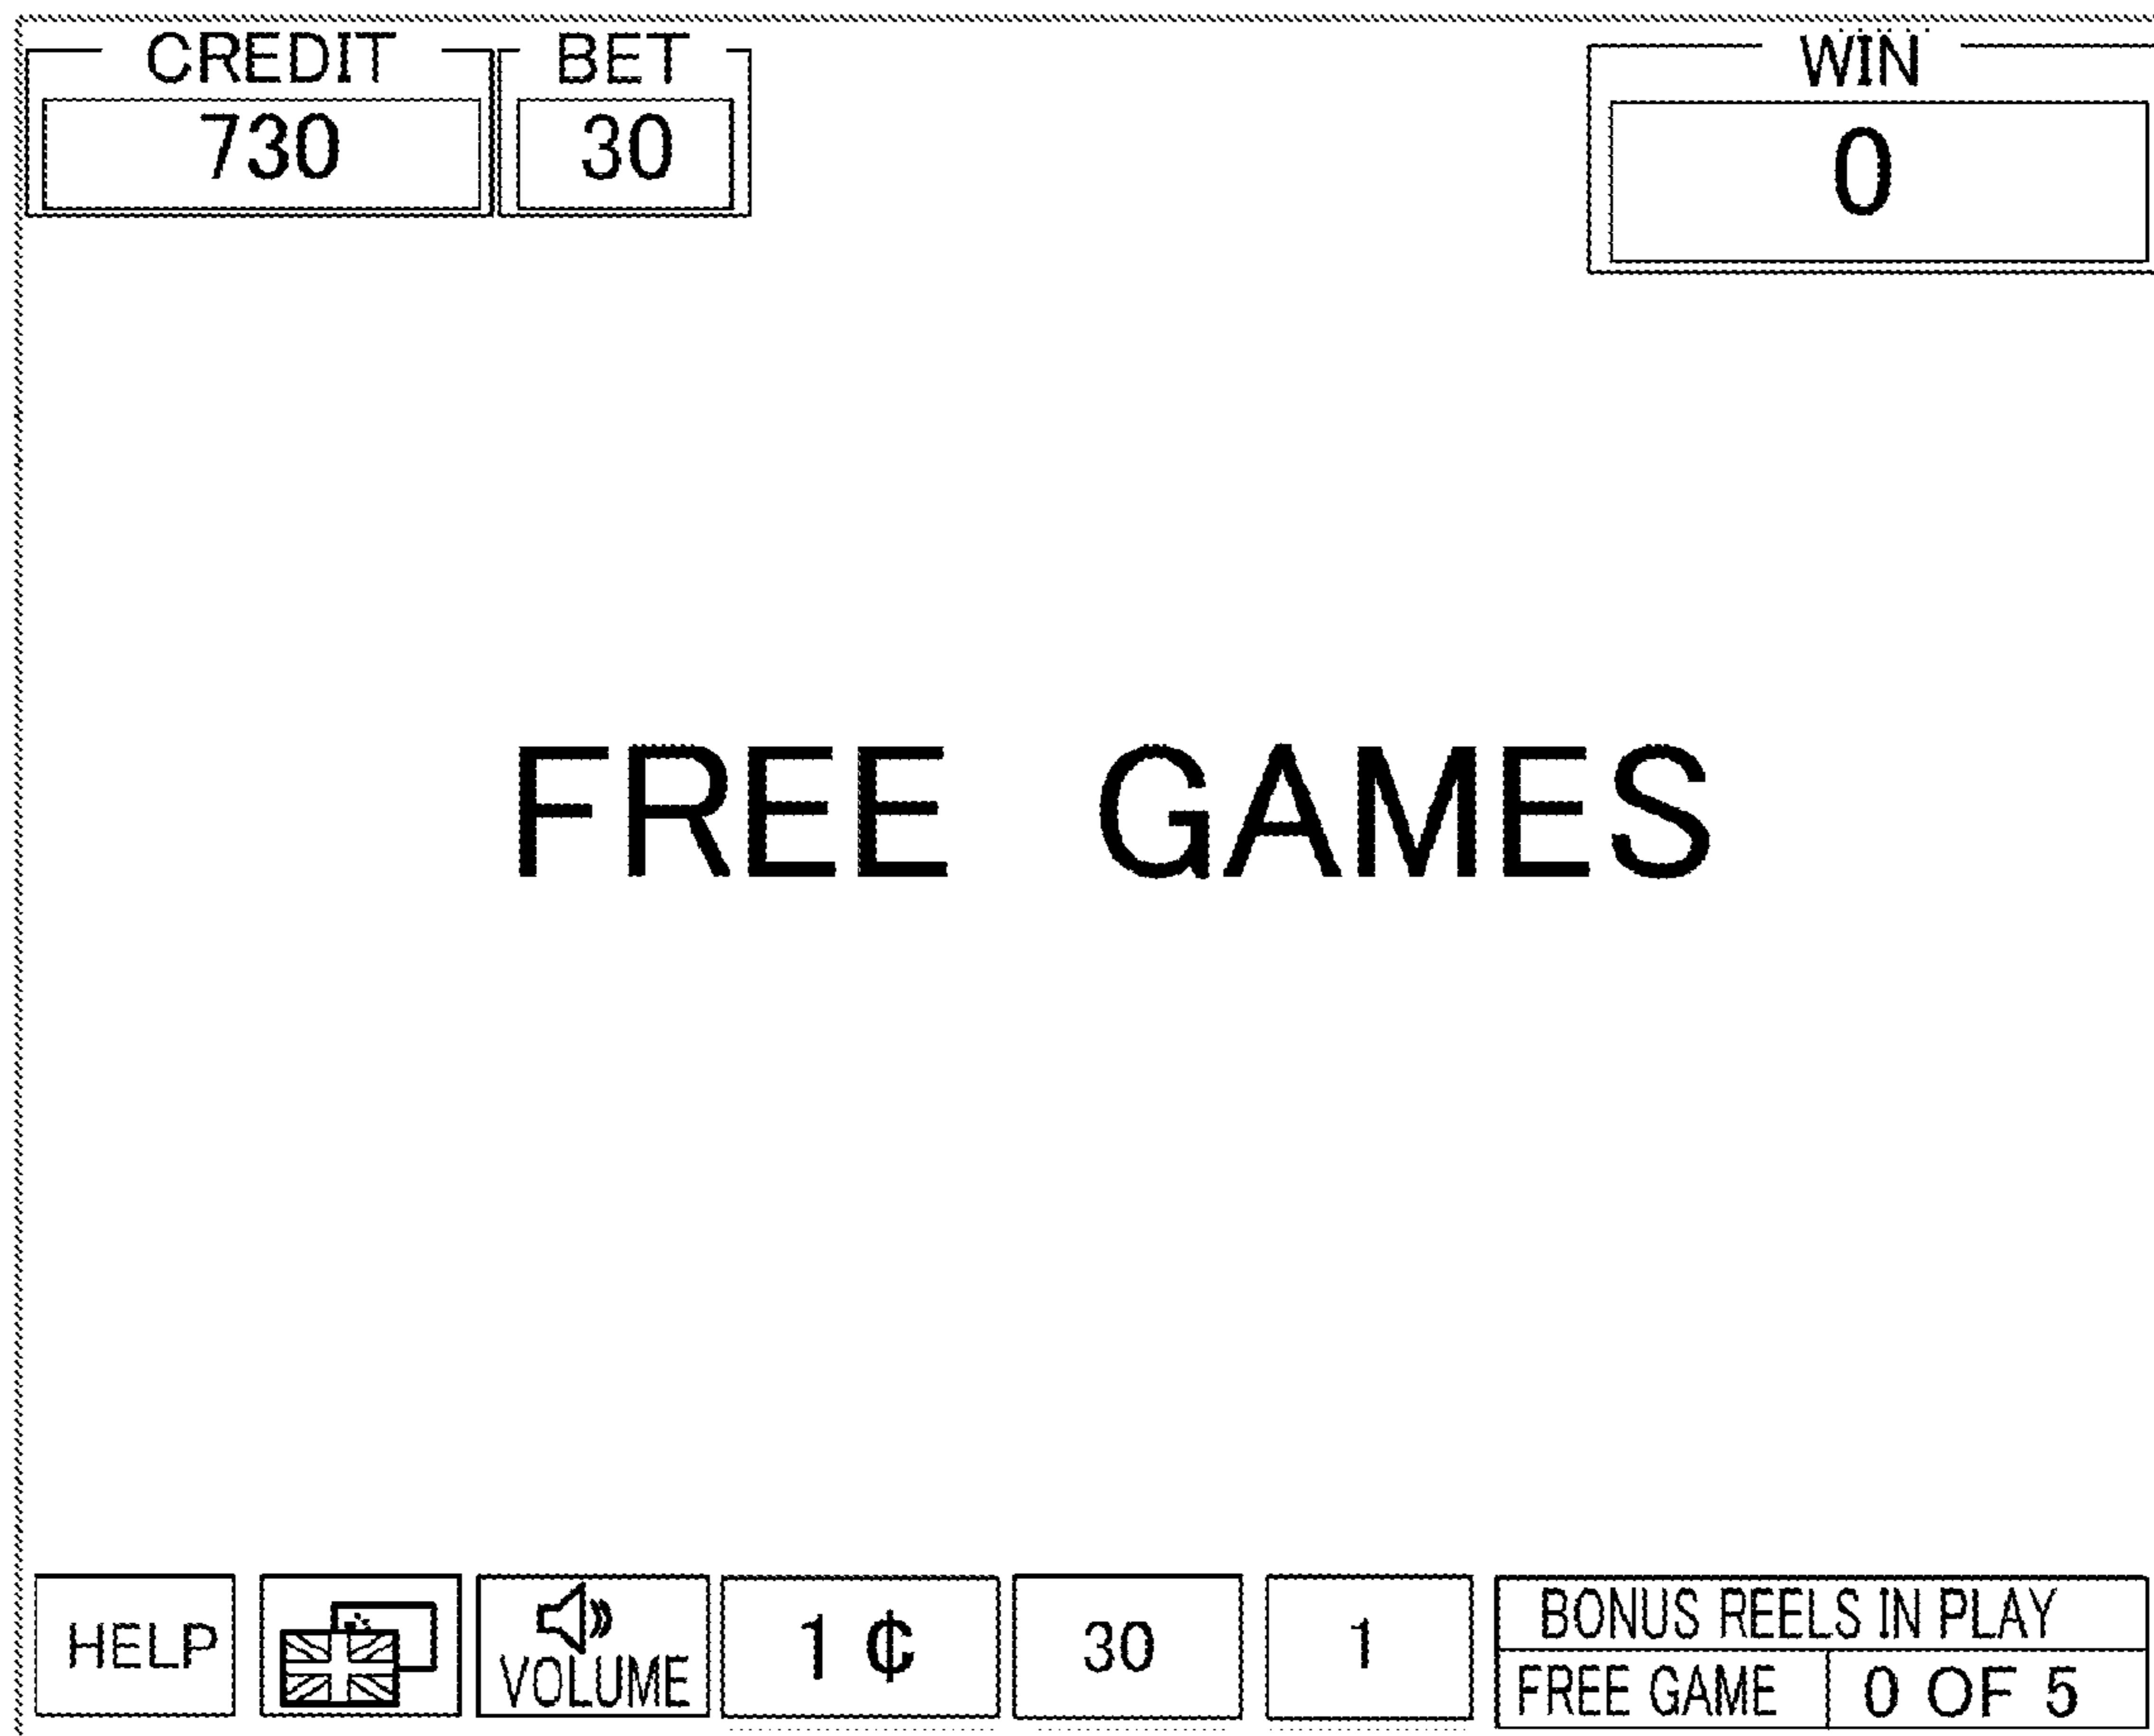 CREDIT BET WIN
730 30 0
FREE GAMES
HELP VOLUME 1¢ 30 1
BONUS REELS IN PLAY
FREE GAME 0 OF 5